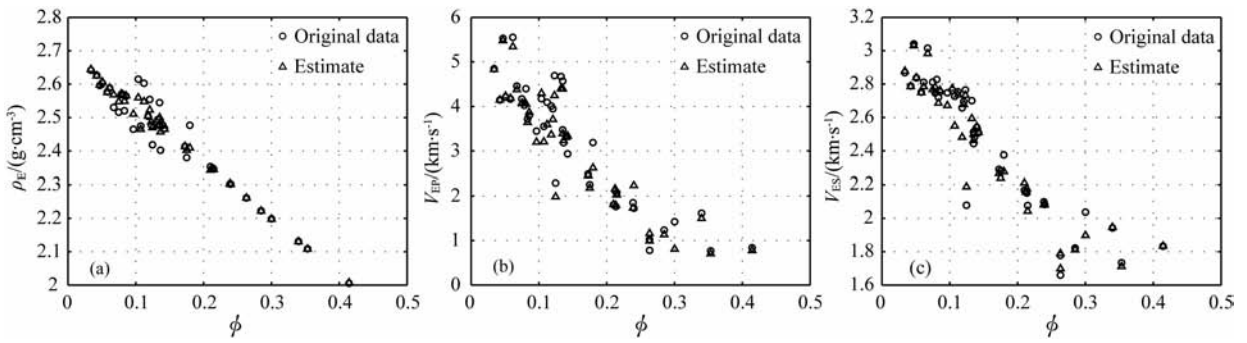 2.8
2.7
2.6
2.5
2.4
2.3
2.2
2.1
2
ρE/(g·cm-3)
Original data
Estimate
(a)
0 0.1 0.2 0.3 0.4 0.5
ϕ
6
5
4
3
2
1
0
VEP/(km·s-1)
Original data
Estimate
(b)
0 0.1 0.2 0.3 0.4 0.5
ϕ
3.2
3.0
2.8
2.6
2.4
2.2
2.0
1.8
1.6
VES/(km·s-1)
Original data
Estimate
(c)
0 0.1 0.2 0.3 0.4 0.5
ϕ